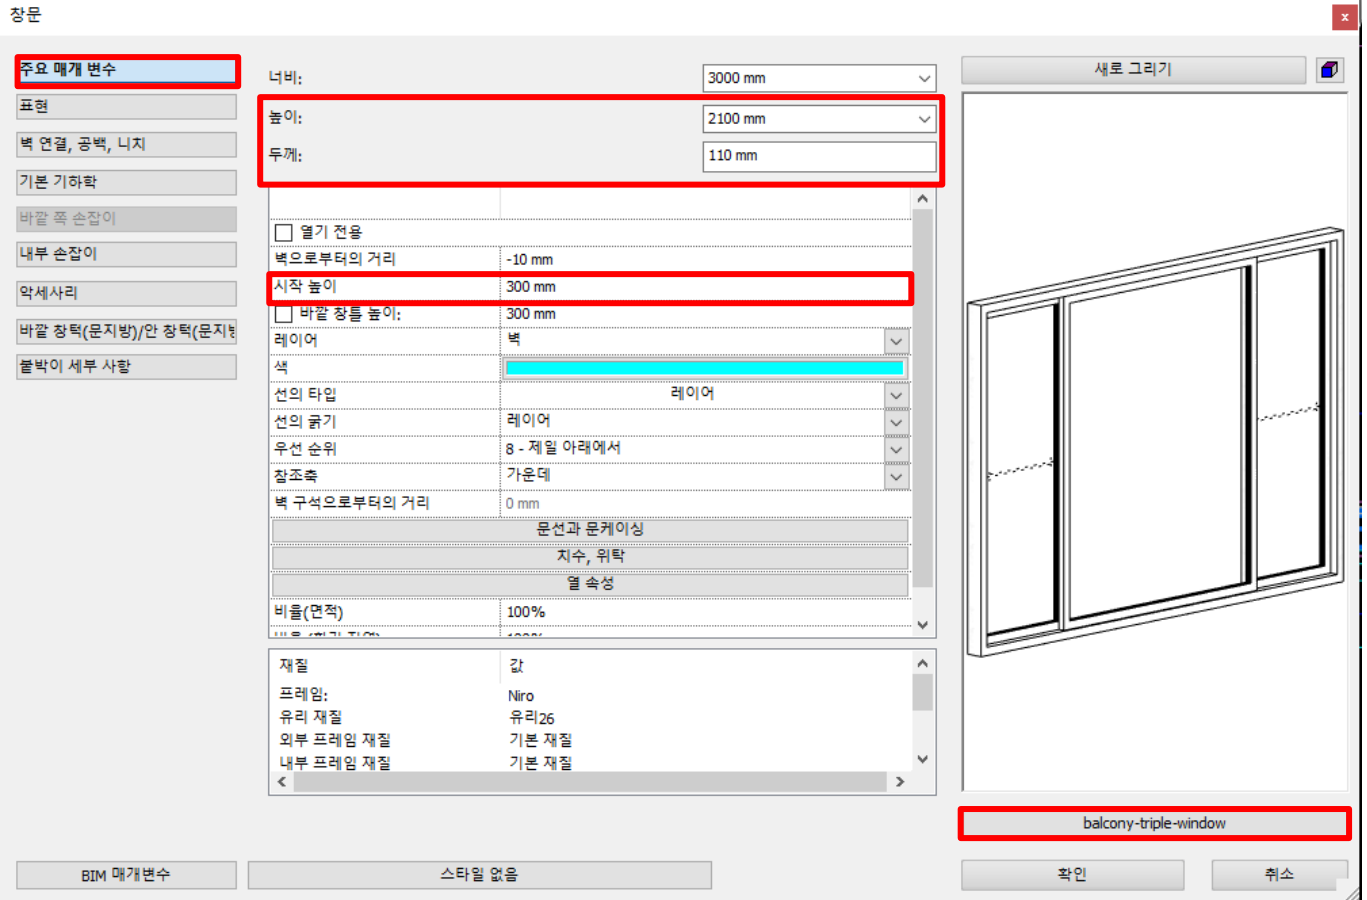 창문
x
주요 매개 변수
표현
벽 연결, 공백, 니치
기본 기하학
바깥 쪽 손잡이
내부 손잡이
악세사리
바깥 창턱(문지방)/안 창턱(문지방
붙박이 세부 사항
너비: 3000 mm
높이: 2100 mm
두께: 110 mm
열기 전용
벽으로부터의 거리 -10 mm
시작 높이 300 mm
바깥 창틀 높이: 300 mm
레이어 벽
색
선의 타입 레이어
선의 굵기 레이어
우선 순위 8 - 제일 아래에서
참조축 가운데
벽 구석으로부터의 거리 0 mm
문선과 문케이싱
치수, 위탁
열 속성
비율(면적) 100%
재질 값
프레임: Niro
유리 재질 유리26
외부 프레임 재질 기본 재질
내부 프레임 재질 기본 재질
새로 그리기
balcony-triple-window
BIM 매개변수
스타일 없음
확인
취소